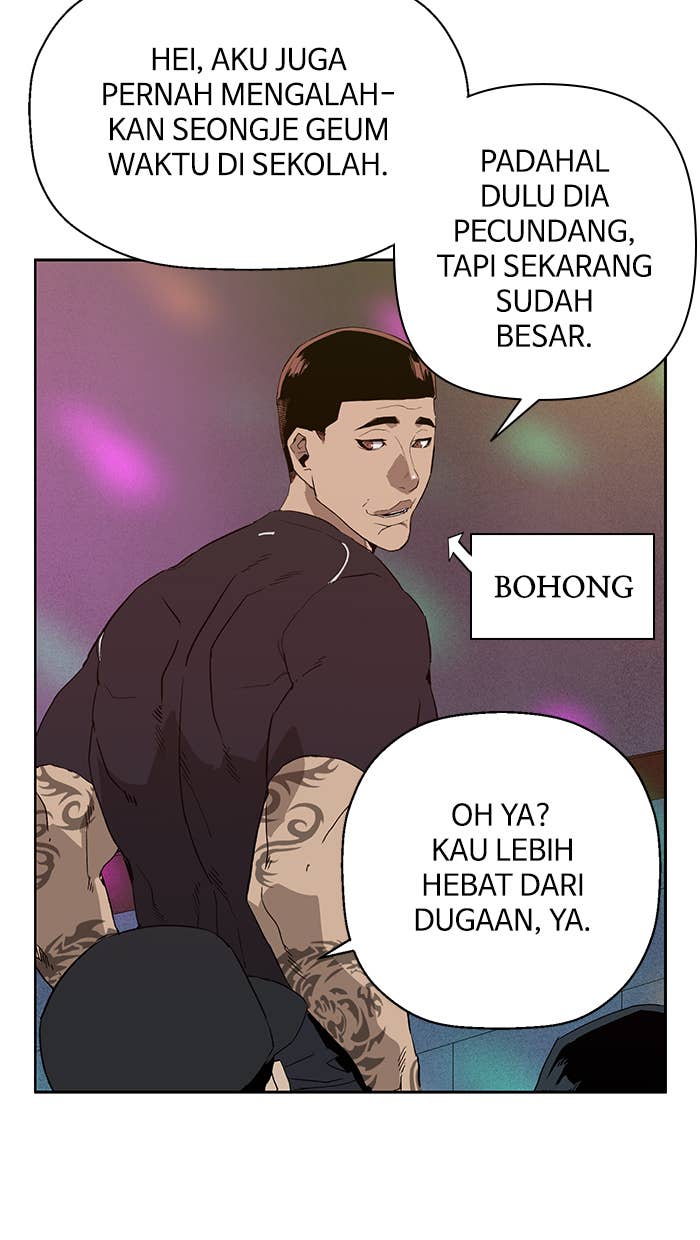 HEI, AKU JUGA
PERNAH MENGALAH-
KAN SEONGJE GEUM
WAKTU DI SEKOLAH.
PADAHAL
DULU DIA
PECUNDANG,
TAPI SEKARANG
SUDAH
BESAR.
BOHONG
OH YA?
KAU LEBIH
HEBAT DARI
DUGAAN, YA.